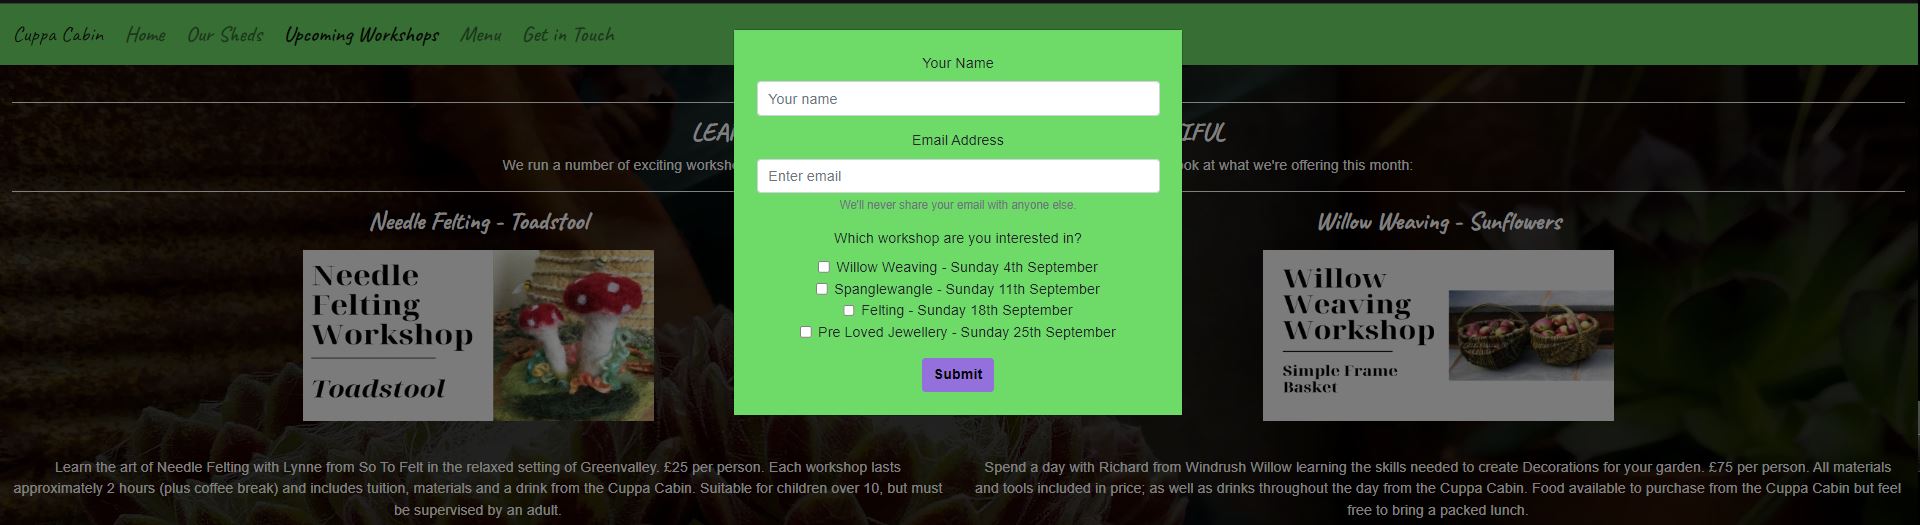 Cuppa Cabin Home Our Sheds Upcoming Workshops Menu Get in Touch
Your Name
Your name
Email Address
Enter email
We'll never share your email with anyone else.
Which workshop are you interested in?
Willow Weaving - Sunday 4th September
Spanglewangle - Sunday 11th September
Felting - Sunday 18th September
Pre Loved Jewellery - Sunday 25th September
Submit
We run a number of exciting
at what we're offering this month:
Needle Felting - Toadstool
Needle
Felting
Workshop
Toadstool
Learn the art of Needle Felting with Lynne from So To Felt in the relaxed setting of Greenvalley. £25 per person. Each workshop lasts
approximately 2 hours (plus coffee break) and includes tuition, materials and a drink from the Cuppa Cabin. Suitable for children over 10, but must
be supervised by an adult.
Willow Weaving - Sunflowers
Willow
Weaving
Workshop
Simple Frame
Basket
Spend a day with Richard from Windrush Willow learning the skills needed to create Decorations for your garden. £75 per person. All materials
and tools included in price; as well as drinks throughout the day from the Cuppa Cabin. Food available to purchase from the Cuppa Cabin but feel
free to bring a packed lunch.